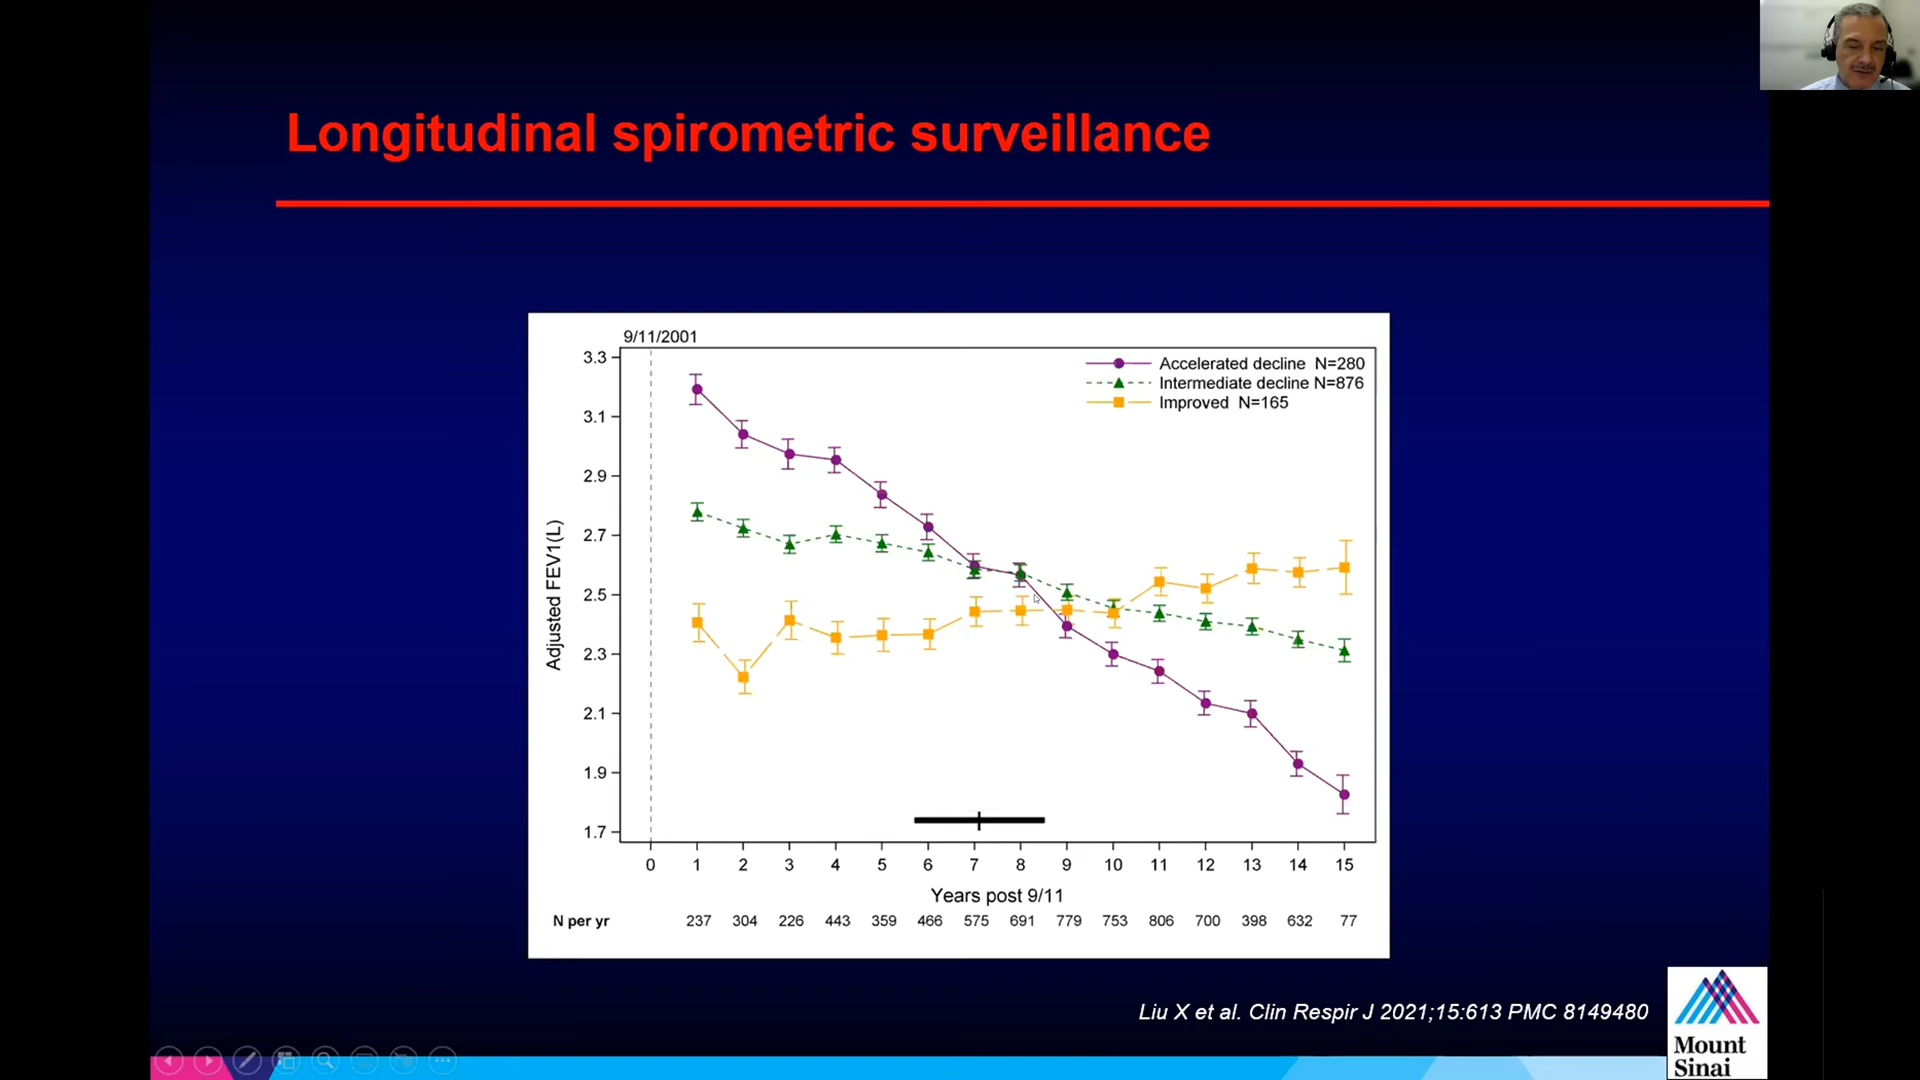 Longitudinal spirometric surveillance
9/11/2001
3.3
3.1
2.9
2.7
2.5
2.3
2.1
1.9
1.7
Adjusted FEV1(L)
Accelerated decline N=280
Intermediate decline N=876
Improved N=165
0 1 2 3 4 5 6 7 8 9 10 11 12 13 14 15
Years post 9/11
N per yr 237 304 226 443 359 466 575 691 779 753 806 700 398 632 77
Liu X et al. Clin Respir J 2021;15:613 PMC 8149480
Mount
Sinai